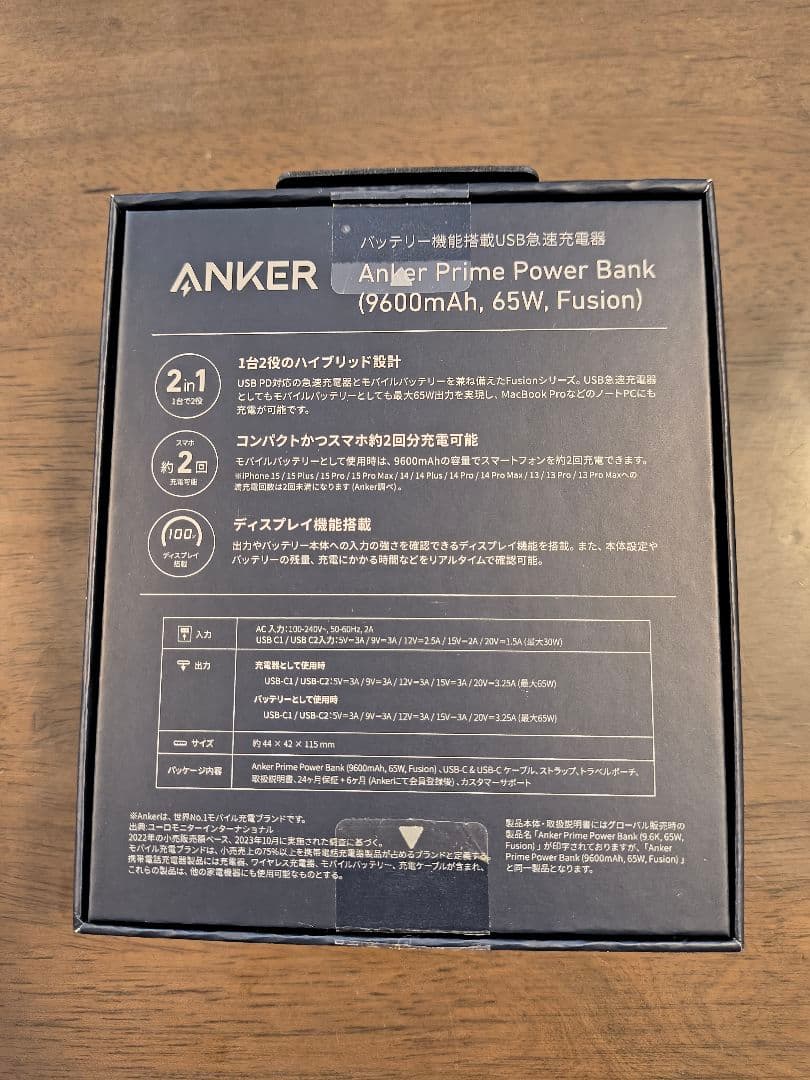 バッテリー機能搭載USB急速充電器
ANKER
Anker Prime Power Bank
(9600mAh, 65W, Fusion)
2in1
1台で2役
1台2役のハイブリッド設計
USB PD対応の急速充電器とモバイルバッテリーを兼ね備えたFusionシリーズ。USB急速充電器
としてもモバイルバッテリーとしても最大65W出力を実現し、MacBook ProなどのノートPCにも
充電が可能です。
スマホ
約2回
充電可能
コンパクトかつスマホ約2回分充電可能
モバイルバッテリーとして使用時は、9600mAhの容量でスマートフォンを約2回充電できます。
※iPhone 15 / 15 Plus / 15 Pro / 15 Pro Max / 14 / 14 Plus / 14 Pro / 14 Pro Max / 13 / 13 Pro / 13 Pro Maxへの
満充電回数は2回未満になります (Anker調べ)。
100%
ディスプレイ
搭載
ディスプレイ機能搭載
出力やバッテリー本体への入力の強さを確認できるディスプレイ機能を搭載。また、本体設定や
バッテリーの残量、充電にかかる時間などをリアルタイムで確認可能。
入力
AC 入力:100-240V~, 50-60Hz, 2A
USB C1 / USB C2入力:5V⎓3A / 9V⎓3A / 12V⎓2.5A / 15V⎓2A / 20V⎓1.5A (最大30W)
出力
充電器として使用時
USB-C1 / USB-C2:5V⎓3A / 9V⎓3A / 12V⎓3A / 15V⎓3A / 20V⎓3.25A (最大65W)
バッテリーとして使用時
USB-C1 / USB-C2:5V⎓3A / 9V⎓3A / 12V⎓3A / 15V⎓3A / 20V⎓3.25A (最大65W)
サイズ
約 44 × 42 × 115 mm
パッケージ内容
Anker Prime Power Bank (9600mAh, 65W, Fusion) 、USB-C & USB-C ケーブル、ストラップ、トラベルポーチ、
取扱説明書、24ヶ月保証 + 6ヶ月 (Ankerにて会員登録後) 、カスタマーサポート
※Ankerは、世界No.1モバイル充電ブランドです。
出典:ユーロモニターインターナショナル
2022年の小売販売額ベース、2023年10月に実施された調査に基づく。
モバイル充電ブランドは、小売売上の75%以上を携帯電話充電器製品が占めるブランドと定義する。
携帯電話充電器製品には充電器、ワイヤレス充電器、モバイルバッテリー、充電ケーブルが含まれ、
これらの製品は、他の家電機器にも使用可能なものとする。
製品本体・取扱説明書にはグローバル販売時の
製品名「Anker Prime Power Bank (9.6K, 65W,
Fusion) 」が印字されておりますが、「Anker
Prime Power Bank (9600mAh, 65W, Fusion) 」
と同一製品となります。